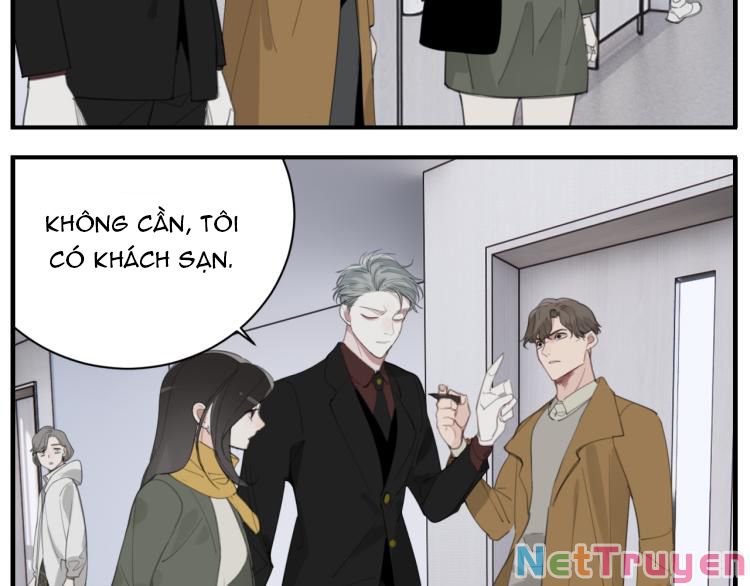 KHÔNG CẦN, TÔI
CÓ KHÁCH SẠN.
NetTruyen